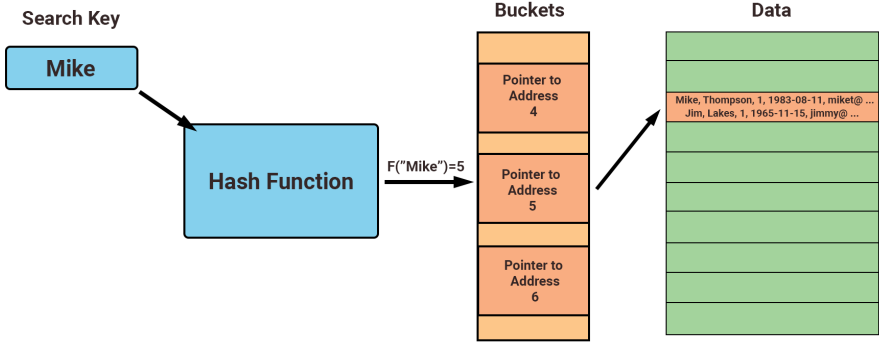 Search Key
Mike
Hash Function
F("Mike")=5
Buckets
Pointer to
Address
4
Pointer to
Address
5
Pointer to
Address
6
Data
Mike, Thompson, 1, 1983-08-11, miket@ ...
Jim, Lakes, 1, 1965-11-15, jimmy@ ...